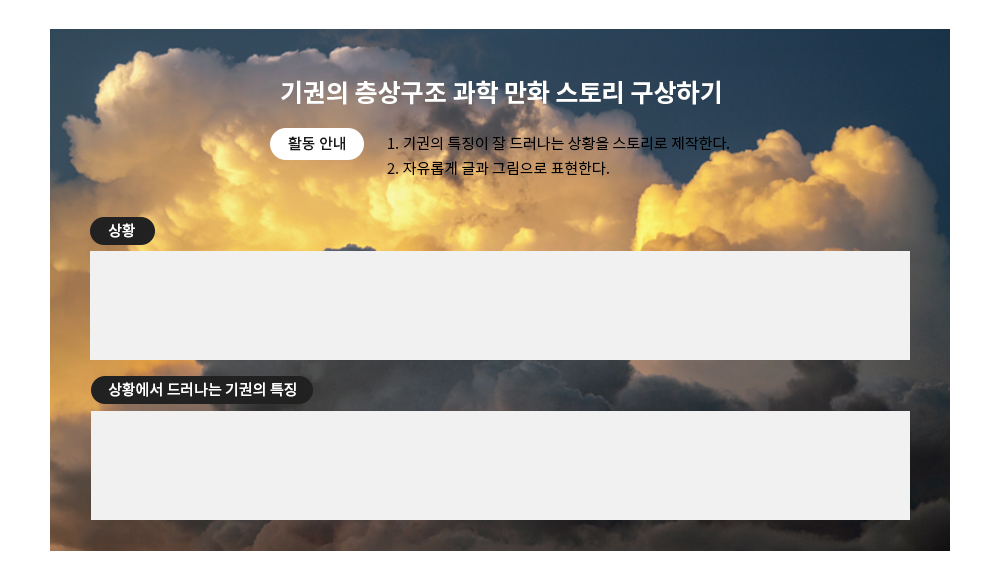 기권의 층상구조 과학 만화 스토리 구상하기
활동 안내
1. 기권의 특징이 잘 드러나는 상황을 스토리로 제작한다.
2. 자유롭게 글과 그림으로 표현한다.
상황
상황에서 드러나는 기권의 특징